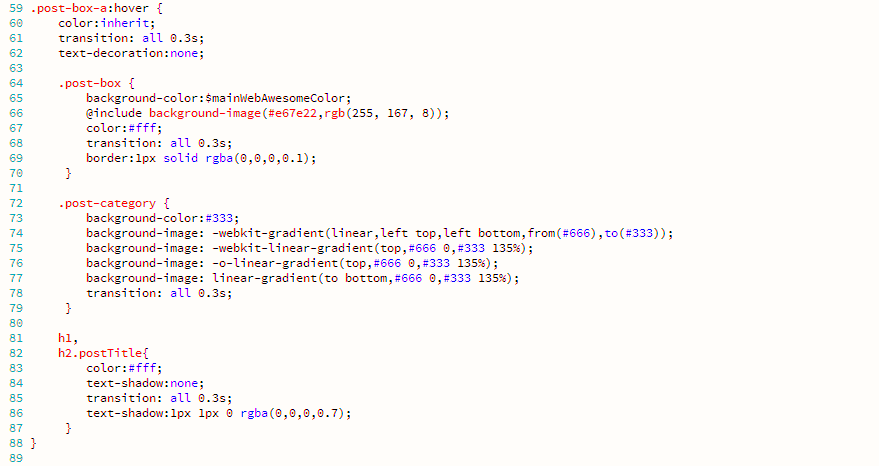 59 .post-box-a:hover {
60     color:inherit;
61     transition: all 0.3s;
62     text-decoration:none;
63
64     .post-box {
65         background-color:$mainWebAwesomeColor;
66         @include background-image(#e67e22,rgb(255, 167, 8));
67         color:#fff;
68         transition: all 0.3s;
69         border:1px solid rgba(0,0,0,0.1);
70      }
71
72     .post-category {
73         background-color:#333;
74         background-image: -webkit-gradient(linear,left top,left bottom,from(#666),to(#333));
75         background-image: -webkit-linear-gradient(top,#666 0,#333 135%);
76         background-image: -o-linear-gradient(top,#666 0,#333 135%);
77         background-image: linear-gradient(to bottom,#666 0,#333 135%);
78         transition: all 0.3s;
79      }
80
81     h1,
82     h2.postTitle{
83         color:#fff;
84         text-shadow:none;
85         transition: all 0.3s;
86         text-shadow:1px 1px 0 rgba(0,0,0,0.7);
87      }
88 }
89